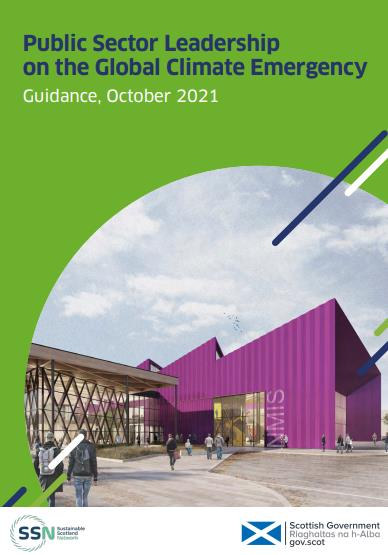 Public Sector Leadership
on the Global Climate Emergency
Guidance, October 2021
NMIS
SSN
Sustainable
Scotland
Network
Scottish Government
Riaghaltas na h-Alba
gov.scot